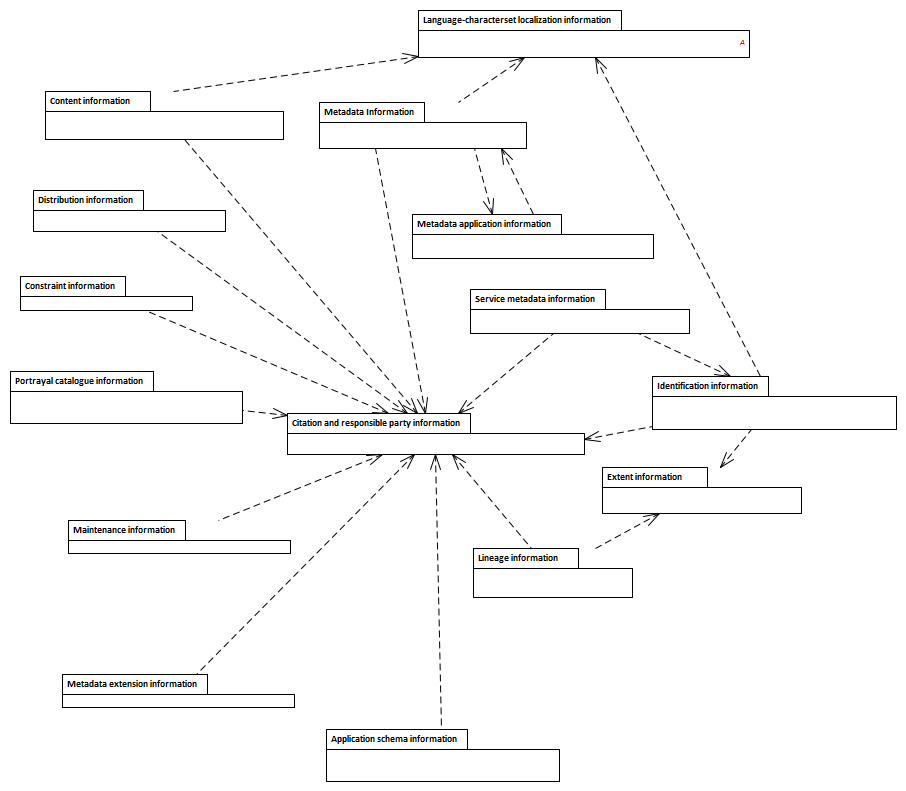 Language-characterset localization information
A
Content information
Metadata Information
Distribution information
Metadata application information
Constraint information
Service metadata information
Portrayal catalogue information
Identification information
Citation and responsible party information
Extent information
Maintenance information
Lineage information
Metadata extension information
Application schema information